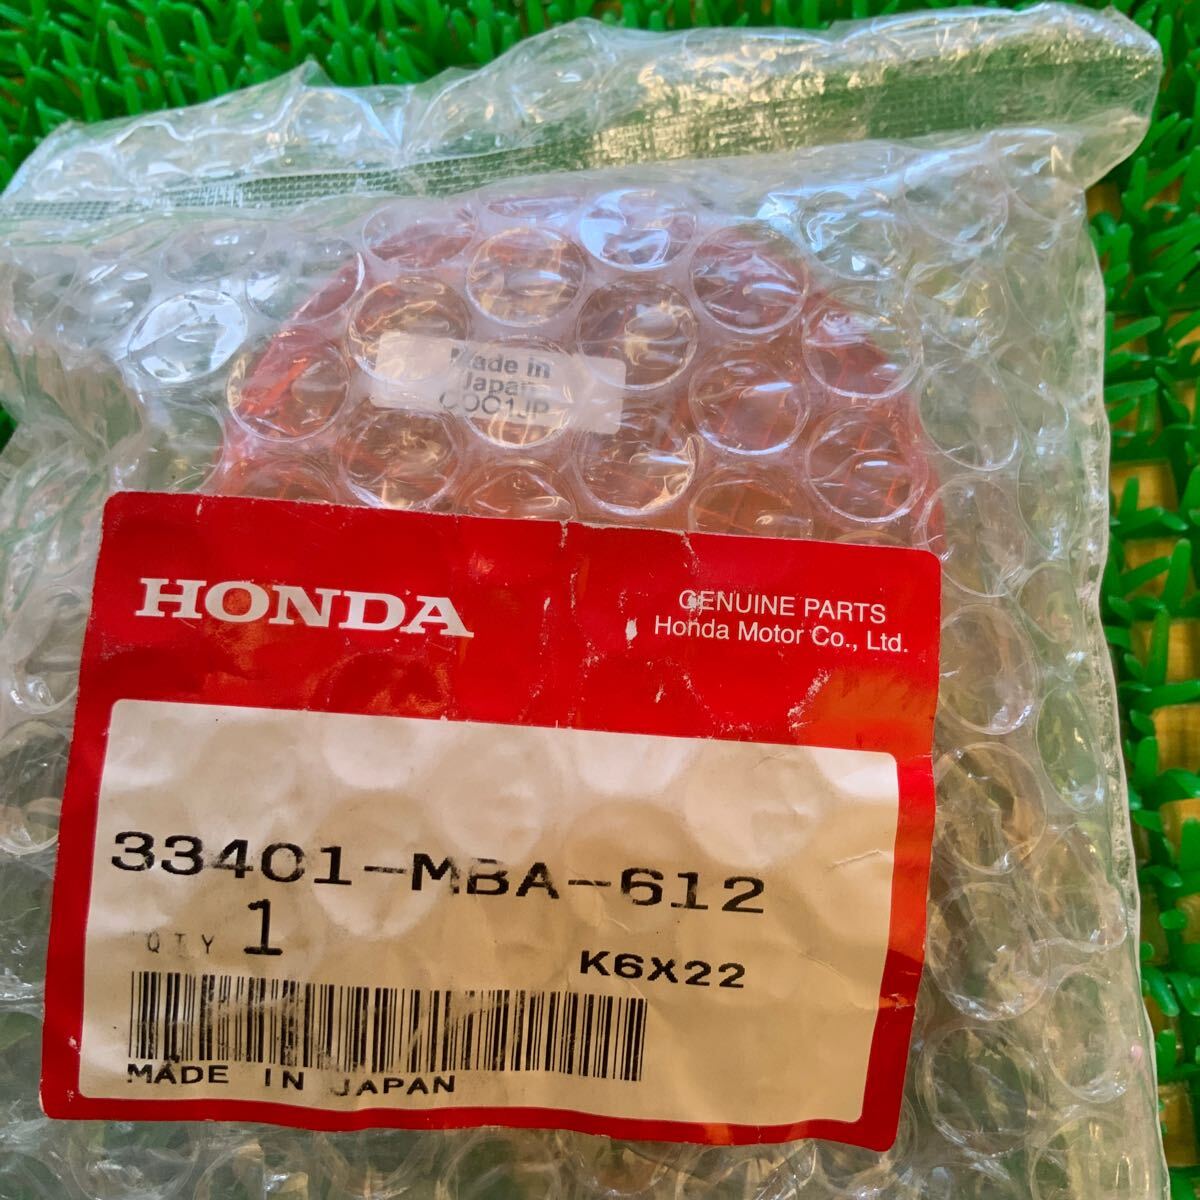 Made in
Japan
HONDA
GENUINE PARTS
Honda Motor Co., Ltd.
33401-MBA-612
QTY 1
K6X22
MADE IN JAPAN